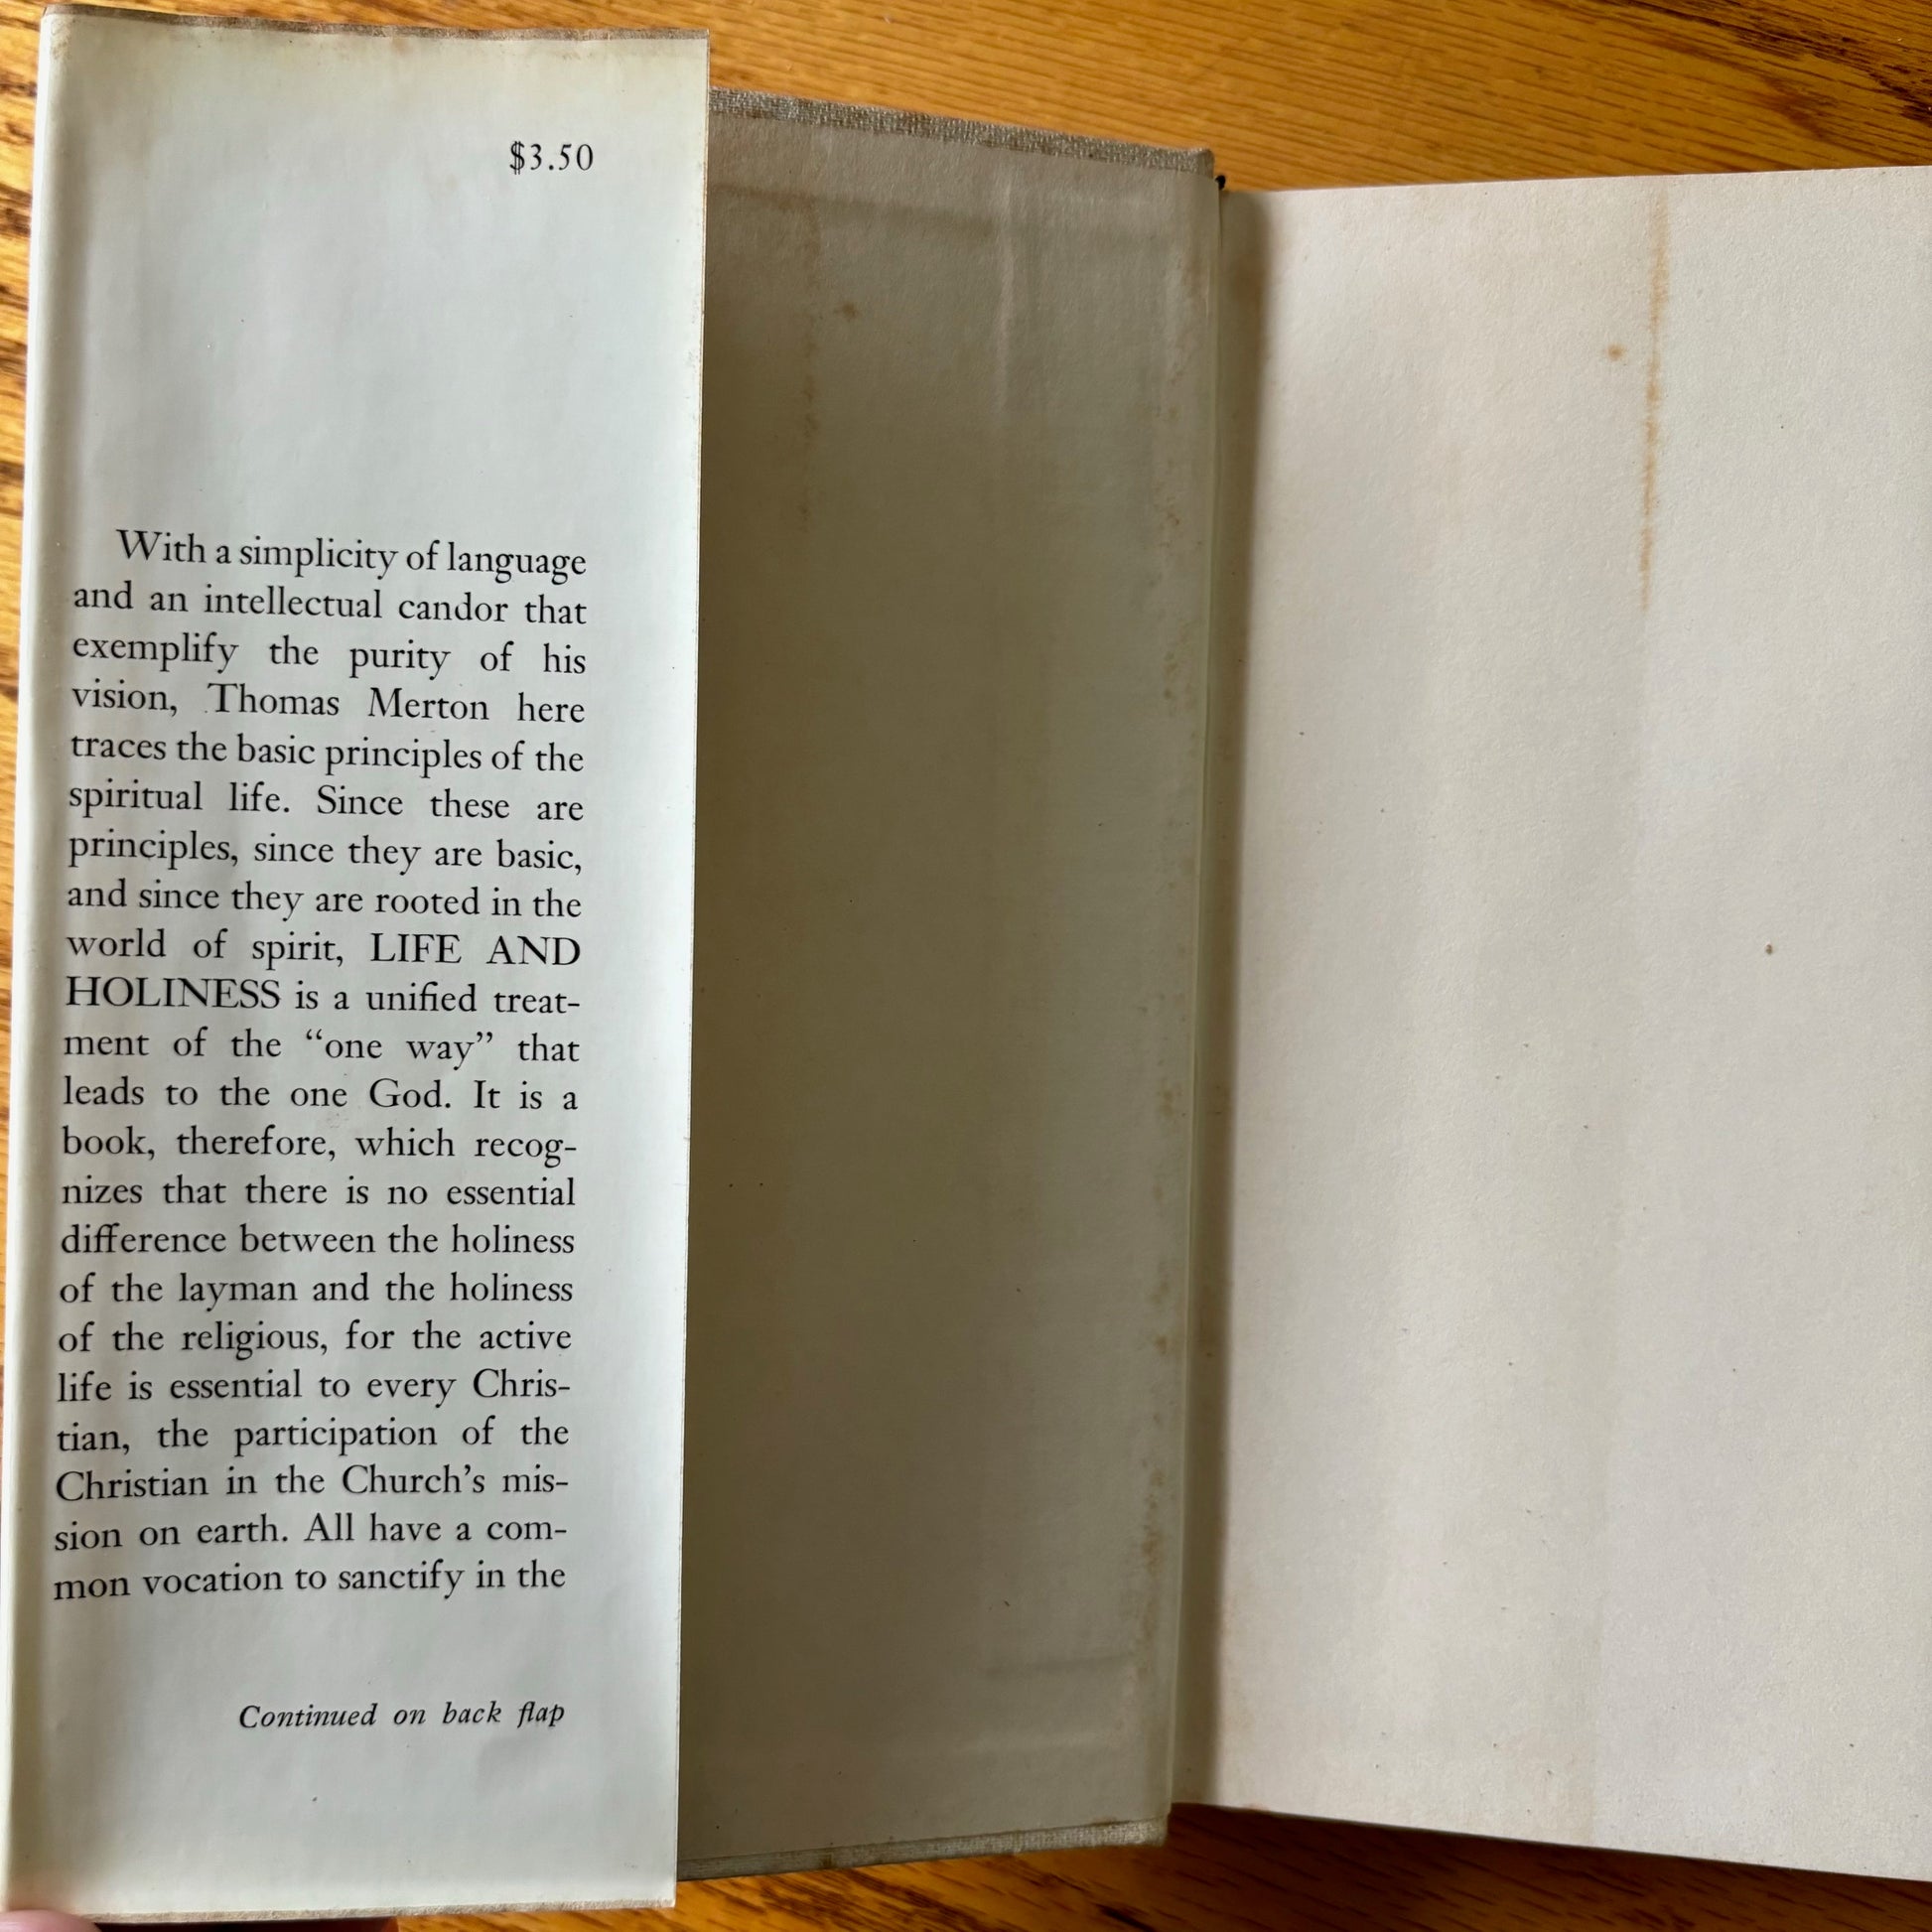 $3.50
With a simplicity of language
and an intellectual candor that
exemplify the purity of his
vision, Thomas Merton here
traces the basic principles of the
spiritual life. Since these are
principles, since they are basic,
and since they are rooted in the
world of spirit, LIFE AND
HOLINESS is a unified treat-
ment of the “one way” that
leads to the one God. It is a
book, therefore, which recog-
nizes that there is no essential
difference between the holiness
of the layman and the holiness
of the religious, for the active
life is essential to every Chris-
tian, the participation of the
Christian in the Church’s mis-
sion on earth. All have a com-
mon vocation to sanctify in the
Continued on back flap